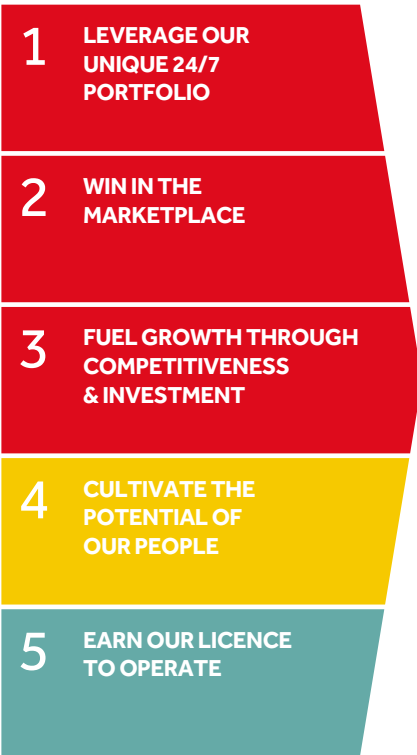 1 LEVERAGE OUR
UNIQUE 24/7
PORTFOLIO
2 WIN IN THE
MARKETPLACE
3 FUEL GROWTH THROUGH
COMPETITIVENESS
& INVESTMENT
4 CULTIVATE THE
POTENTIAL OF
OUR PEOPLE
5 EARN OUR LICENCE
TO OPERATE